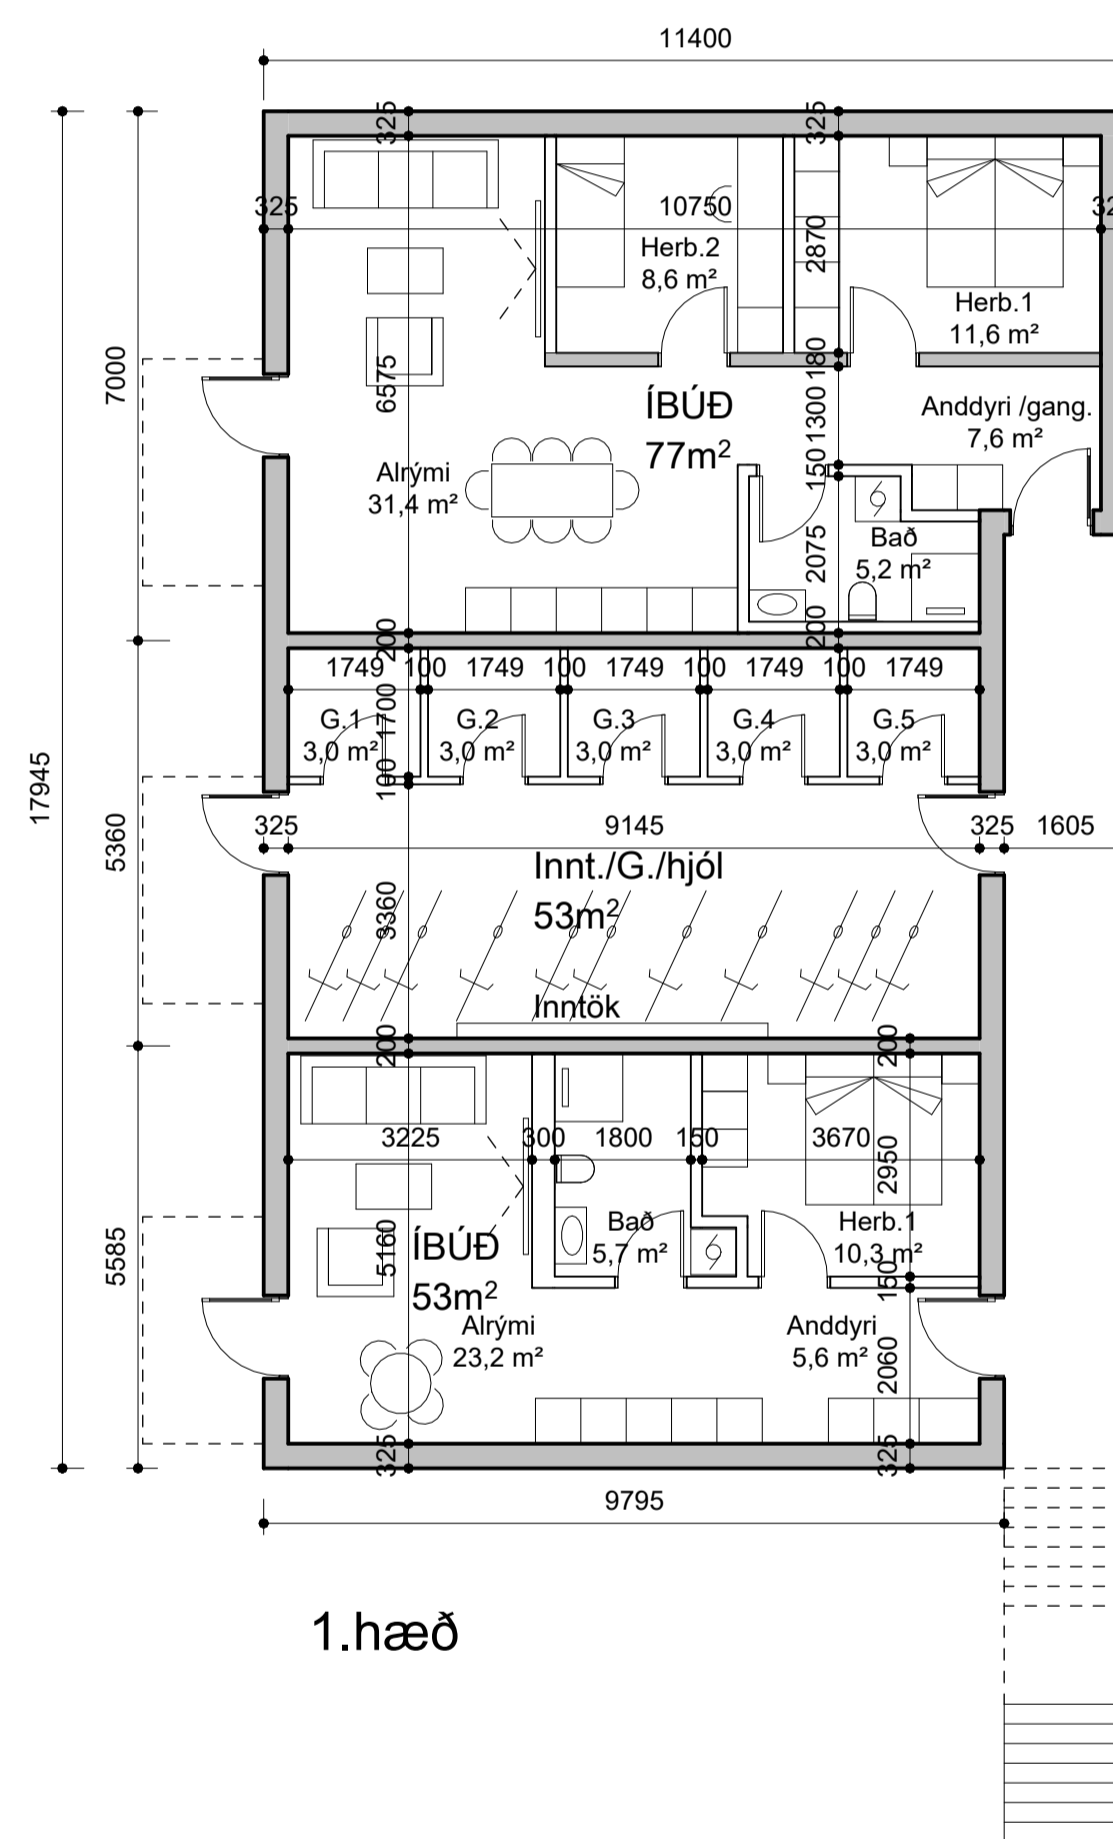 11400
325
325
325
10750
32
Herb.2
8,6 m²
2870
Herb.1
11,6 m²
7000
6575
180
ÍBÚÐ
77m²
1300
Anddyri /gang.
7,6 m²
Alrými
31,4 m²
150
Bað
5,2 m²
2075
200
200
1749
100
1749
100
1749
100
1749
100
1749
1700
G.1
3,0 m²
G.2
3,0 m²
G.3
3,0 m²
G.4
3,0 m²
G.5
3,0 m²
100
17945
5360
325
9145
325
1605
Innt./G./hjól
53m²
3360
Inntök
200
200
3225
300
1800
150
3670
2950
5585
5160
ÍBÚÐ
53m²
Bað
5,7 m²
Herb.1
10,3 m²
150
Alrými
23,2 m²
Anddyri
5,6 m²
2060
325
325
9795
1.hæð